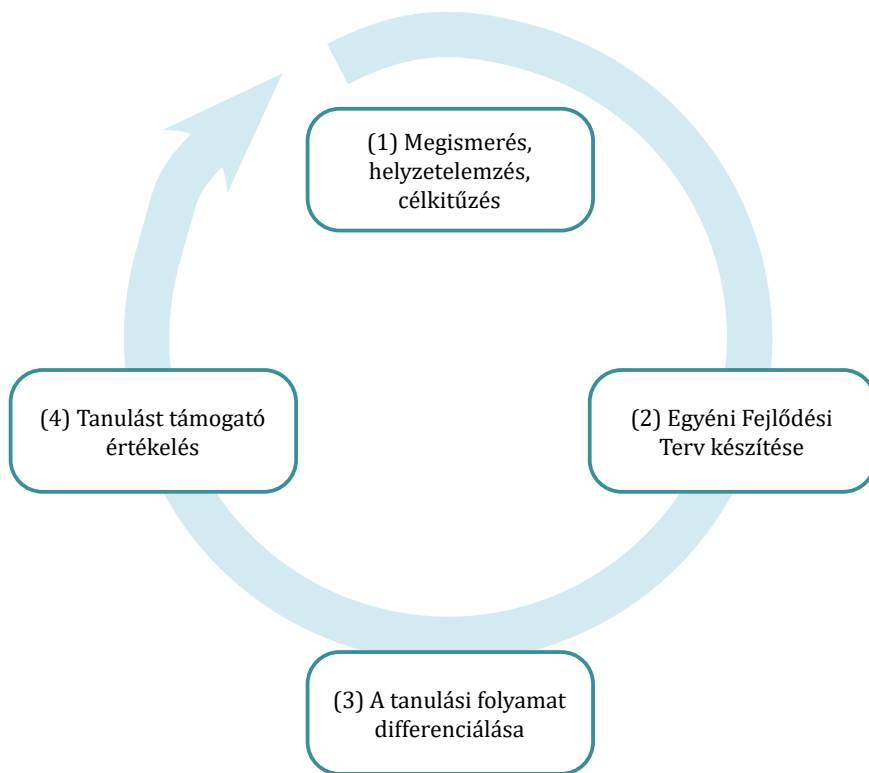 (1) Megismerés,
helyzetelemzés,
célkitűzés
(2) Egyéni Fejlődési
Terv készítése
(3) A tanulási folyamat
differenciálása
(4) Tanulást támogató
értékelés